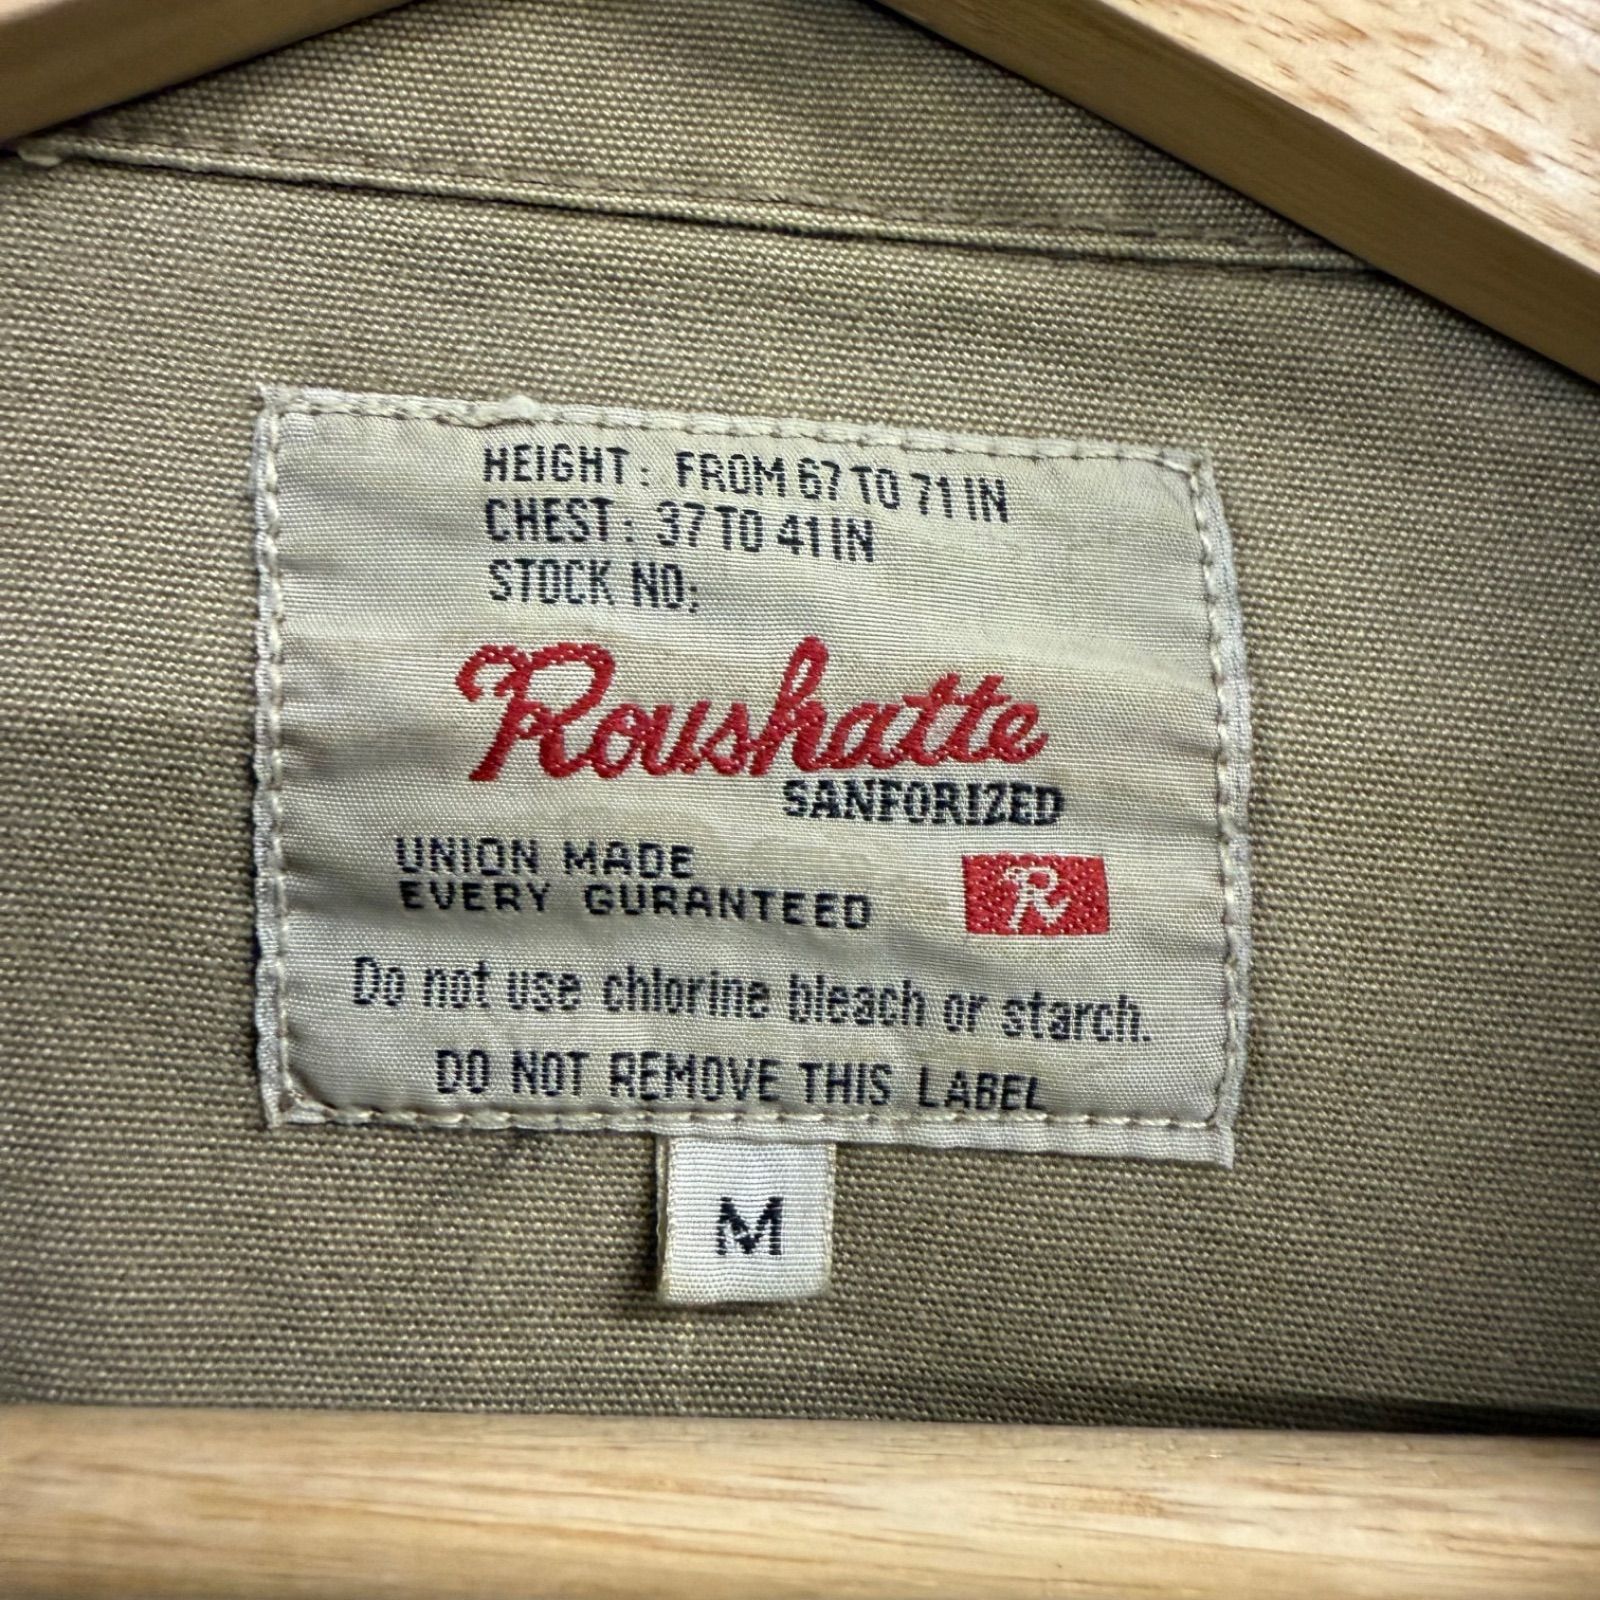 HEIGHT: FROM 67 TO 71 IN
CHEST: 37 TO 41 IN
STOCK NO:
Roushatte
SANFORIZED
UNION MADE
EVERY GURANTEED
R
Do not use chlorine bleach or starch.
DO NOT REMOVE THIS LABEL
M